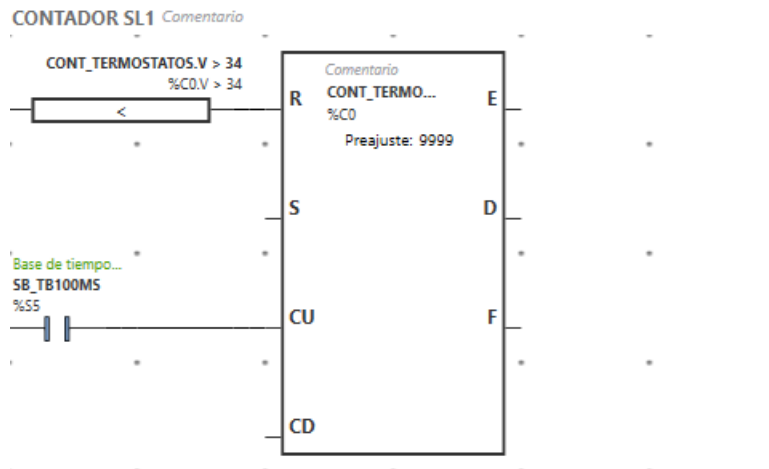 CONTADOR SL1 Comentario
CONT_TERMOSTATOS.V > 34
%C0.V > 34
<
Comentario
CONT_TERMO...
%C0
Preajuste: 9999
R
E
S
D
Base de tiempo...
SB_TB100MS
%S5
CU
F
CD